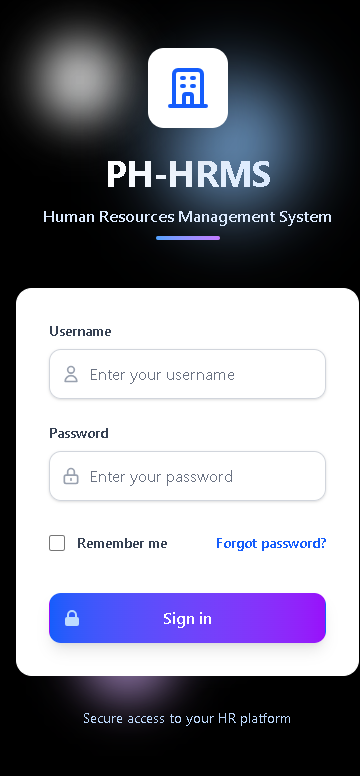 PH-HRMS
Human Resources Management System
Username
Enter your username
Password
Enter your password
Remember me
Forgot password?
Sign in
Secure access to your HR platform